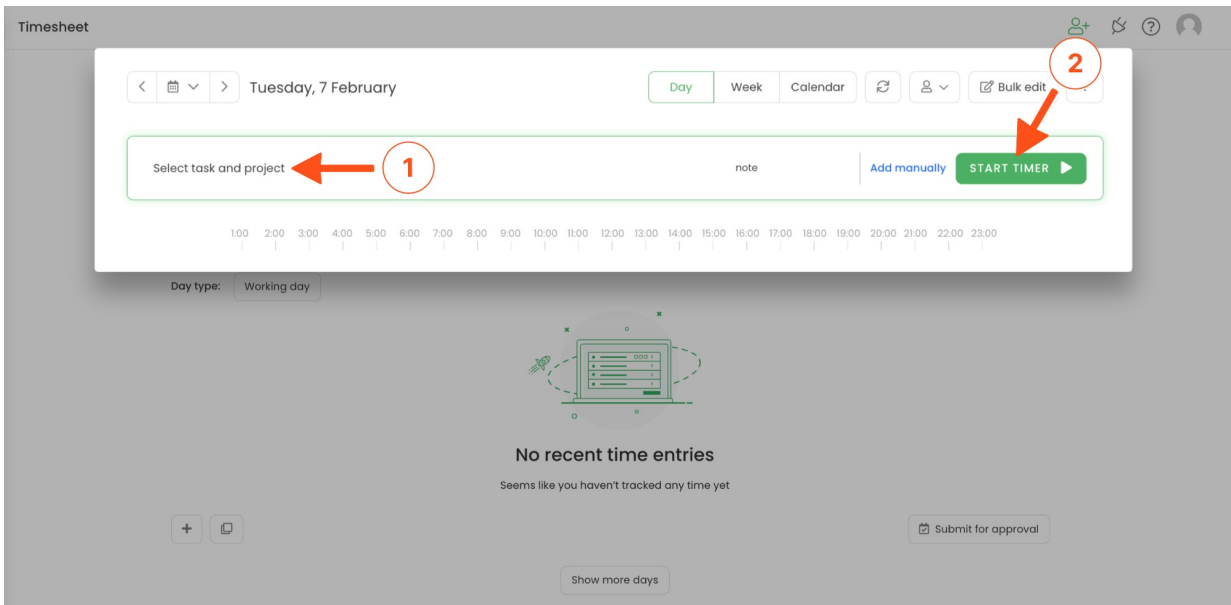 Timesheet
2
Tuesday, 7 February
Day Week Calendar Bulk edit
Select task and project 1 note Add manually START TIMER
1:00 2:00 3:00 4:00 5:00 6:00 7:00 8:00 9:00 10:00 11:00 12:00 13:00 14:00 15:00 16:00 17:00 18:00 19:00 20:00 21:00 22:00 23:00
Day type: Working day
No recent time entries
Seems like you haven't tracked any time yet
Submit for approval
Show more days